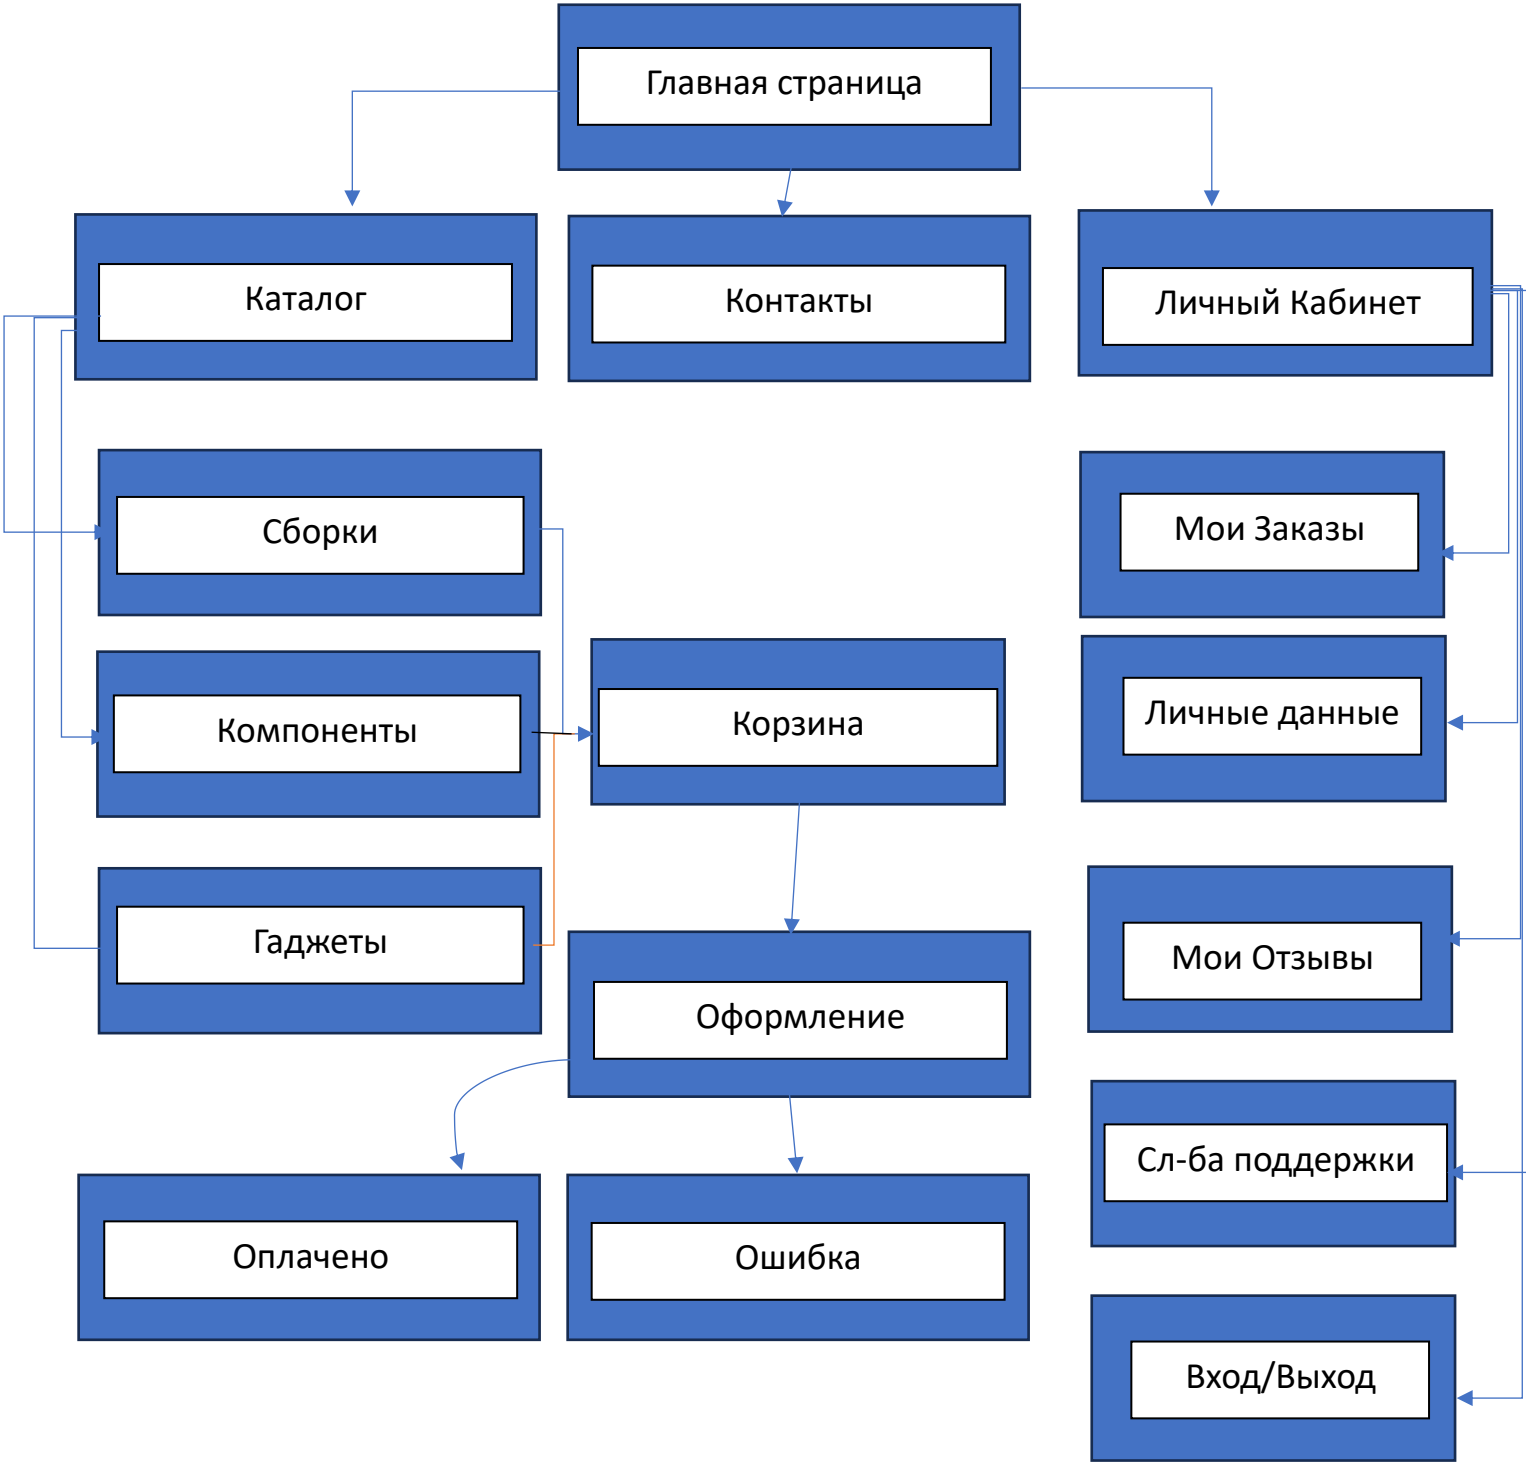 Главная страница
Каталог
Контакты
Личный Кабинет
Сборки
Мои Заказы
Компоненты
Корзина
Личные данные
Гаджеты
Мои Отзывы
Оформление
Сл-ба поддержки
Оплачено
Ошибка
Вход/Выход